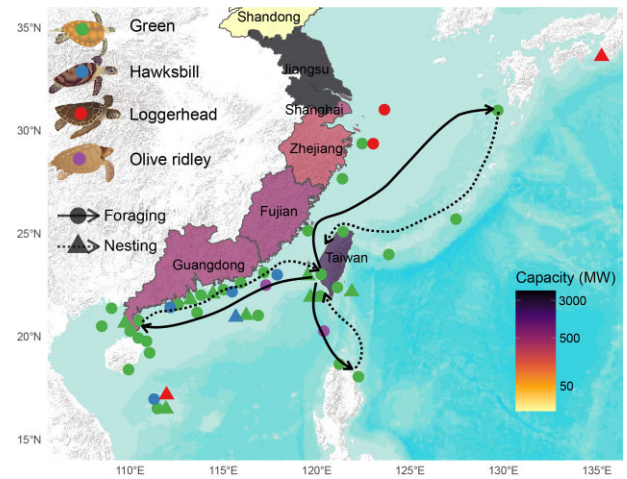 35°N
30°N
25°N
20°N
15°N
110°E
115°E
120°E
125°E
130°E
135°E
Green
Hawksbill
Loggerhead
Olive ridley
Foraging
Nesting
Shandong
Jiangsu
Shanghai
Zhejiang
Fujian
Guangdong
Taiwan
Capacity (MW)
3000
500
50